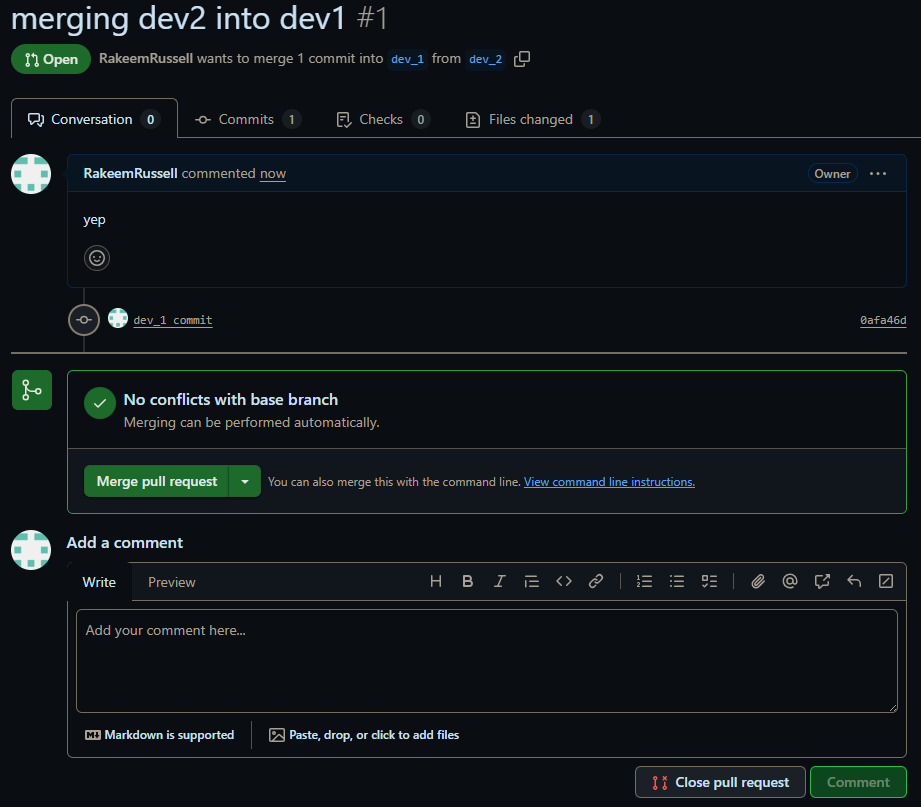 merging dev2 into dev1 #1
Open RakeemRussell wants to merge 1 commit into dev_1 from dev_2
Conversation 0 Commits 1 Checks 0 Files changed 1
RakeemRussell commented now Owner
yep
dev_1 commit 0afa46d
No conflicts with base branch
Merging can be performed automatically.
Merge pull request You can also merge this with the command line. View command line instructions.
Add a comment
Write Preview
Add your comment here...
Markdown is supported Paste, drop, or click to add files
Close pull request Comment